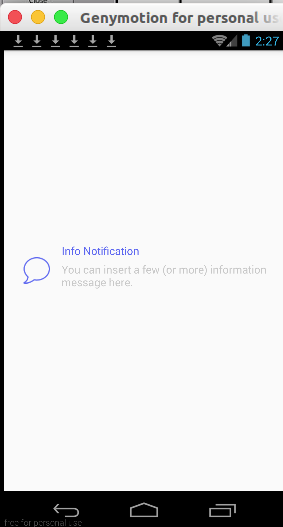 Close
Genymotion for personal us
2:27
Info Notification
You can insert a few (or more) information
message here.
free for personal use